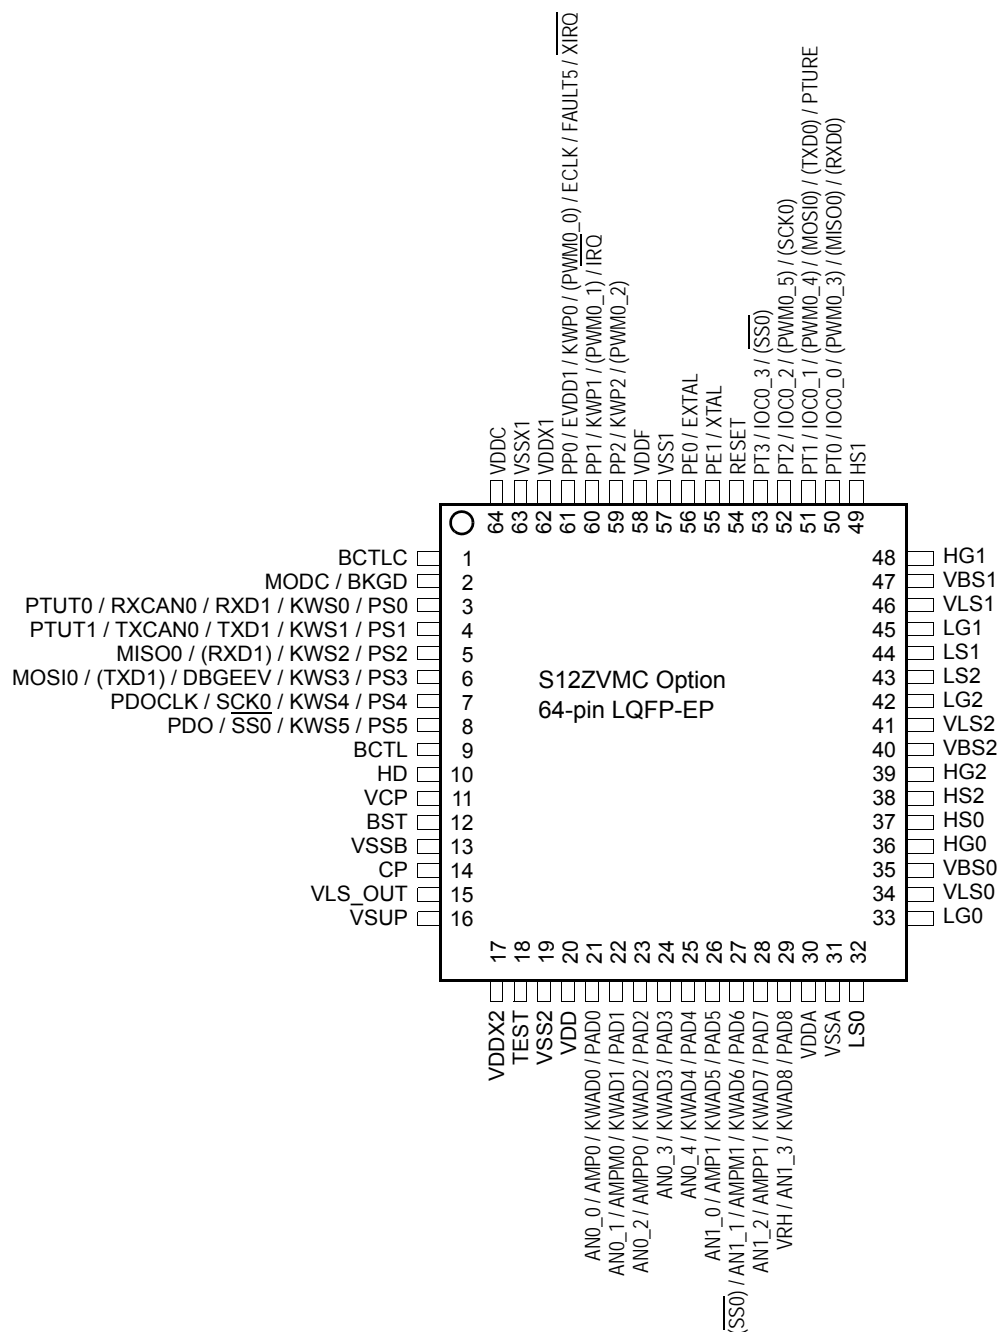 VDDC
VSSX1
VDDX1
PP0 / EVDD1 / KWP0 / (PWM0_0) / ECLK / FAULT5 / XIRQ
PP1 / KWP1 / (PWM0_1) / IRQ
PP2 / KWP2 / (PWM0_2)
VDDF
VSS1
PE0 / EXTAL
PE1 / XTAL
RESET
PT3 / IOC0_3 / (SS0)
PT2 / IOC0_2 / (PWM0_5) / (SCK0)
PT1 / IOC0_1 / (PWM0_4) / (MOSI0) / (TXD0) / PTURE
PT0 / IOC0_0 / (PWM0_3) / (MISO0) / (RXD0)
HS1
64 63 62 61 60 59 58 57 56 55 54 53 52 51 50 49
BCTLC 1
MODC / BKGD 2
PTUT0 / RXCAN0 / RXD1 / KWS0 / PS0 3
PTUT1 / TXCAN0 / TXD1 / KWS1 / PS1 4
MISO0 / (RXD1) / KWS2 / PS2 5
MOSI0 / (TXD1) / DBGEEV / KWS3 / PS3 6
PDOCLK / SCK0 / KWS4 / PS4 7
PDO / SS0 / KWS5 / PS5 8
BCTL 9
HD 10
VCP 11
BST 12
VSSB 13
CP 14
VLS_OUT 15
VSUP 16
S12ZVMC Option
64-pin LQFP-EP
48 HG1
47 VBS1
46 VLS1
45 LG1
44 LS1
43 LS2
42 LG2
41 VLS2
40 VBS2
39 HG2
38 HS2
37 HS0
36 HG0
35 VBS0
34 VLS0
33 LG0
17 18 19 20 21 22 23 24 25 26 27 28 29 30 31 32
VDDX2
TEST
VSS2
VDD
AN0_0 / AMP0 / KWAD0 / PAD0
AN0_1 / AMPM0 / KWAD1 / PAD1
AN0_2 / AMPP0 / KWAD2 / PAD2
AN0_3 / KWAD3 / PAD3
AN0_4 / KWAD4 / PAD4
AN1_0 / AMP1 / KWAD5 / PAD5
(SS0) / AN1_1 / AMPM1 / KWAD6 / PAD6
AN1_2 / AMPP1 / KWAD7 / PAD7
VRH / AN1_3 / KWAD8 / PAD8
VDDA
VSSA
LS0